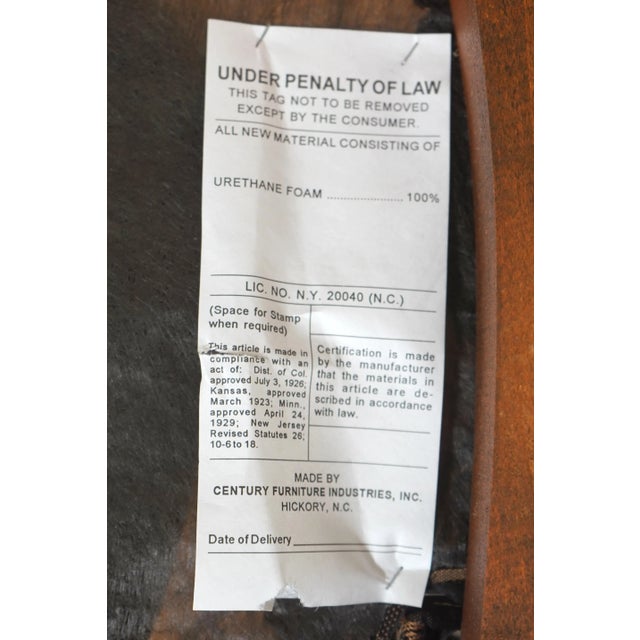 UNDER PENALTY OF LAW
THIS TAG NOT TO BE REMOVED
EXCEPT BY THE CONSUMER.
ALL NEW MATERIAL CONSISTING OF
URETHANE FOAM ........................ 100%
LIC. NO. N.Y. 20040 (N.C.)
(Space for Stamp
when required)
This article is made in
compliance with an
act of: Dist. of Col.
approved July 3, 1926;
Kansas, approved
March 1923; Minn.,
approved April 24,
1929; New Jersey
Revised Statutes 26;
10-6 to 18.
Certification is made
by the manufacturer
that the materials in
this article are de-
scribed in accordance
with law.
MADE BY
CENTURY FURNITURE INDUSTRIES, INC.
HICKORY, N.C.
Date of Delivery